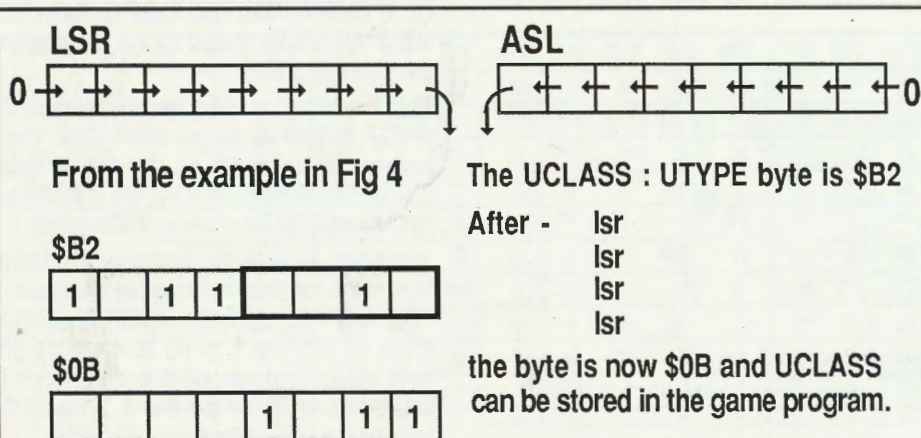 LSR
ASL
0
0
From the example in Fig 4
The UCLASS : UTYPE byte is $B2
After - lsr
lsr
lsr
lsr
$B2
1 1 1 1
$0B
1 1 1
the byte is now $0B and UCLASS
can be stored in the game program.